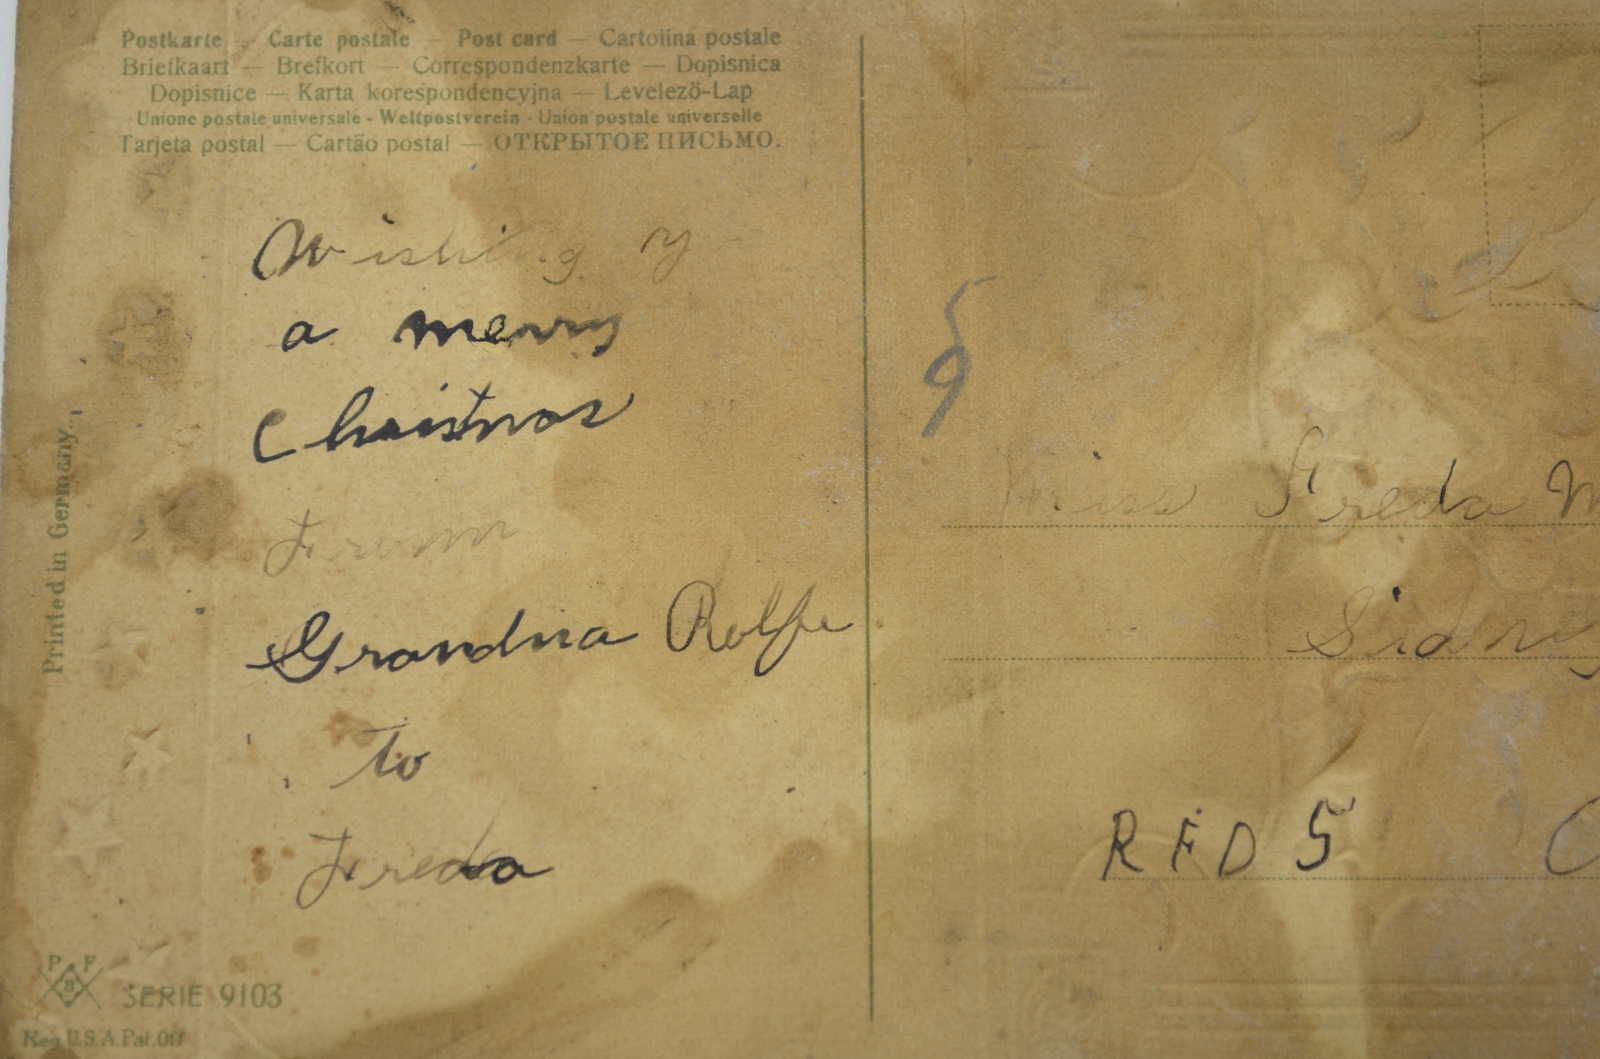 Postkarte — Carte postale — Post card — Cartolina postale
Briefkaart — Brefkort — Correspondenzkarte — Dopisnica
Dopisnice — Karta korespondencyjna — Levelezö-Lap
Unione postale universale - Weltpostverein - Union postale universelle
Tarjeta postal — Cartão postal — ОТКРЫТОЕ ПИСЬМО.
Wishing y
a merry
Christmas
From
Grandma Rolfe
to
Freda
Printed in Germany.
P F
B
SERIE 9103
Reg. U.S.A. Pat. Off
Miss Freda M
Sidney
RFD 5 C